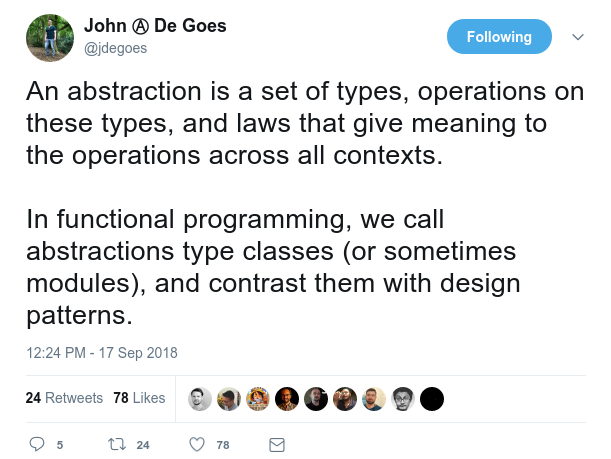 John Ⓐ De Goes
@jdegoes
Following
An abstraction is a set of types, operations on
these types, and laws that give meaning to
the operations across all contexts.
In functional programming, we call
abstractions type classes (or sometimes
modules), and contrast them with design
patterns.
12:24 PM - 17 Sep 2018
24 Retweets 78 Likes
5 24 78